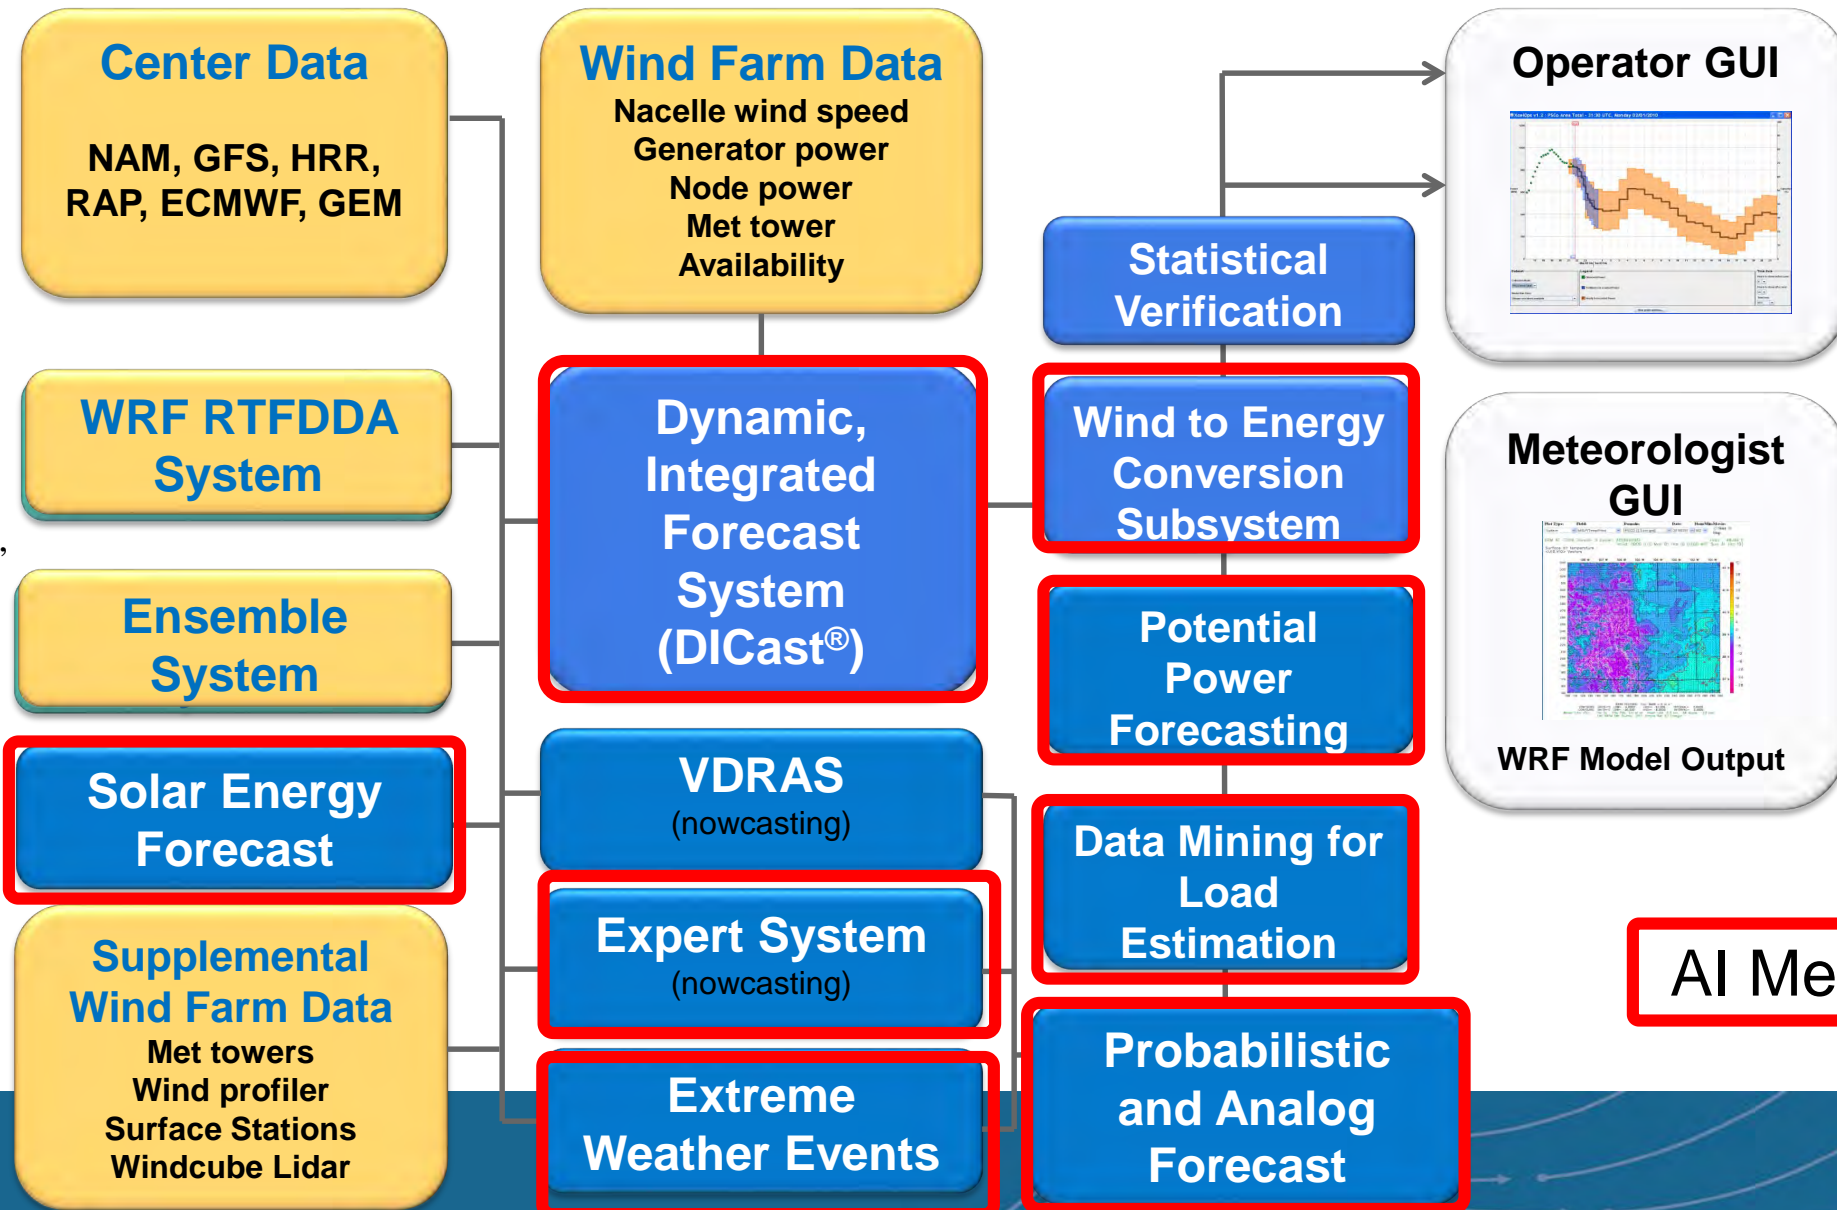 Center Data
NAM, GFS, HRR,
RAP, ECMWF, GEM
Wind Farm Data
Nacelle wind speed
Generator power
Node power
Met tower
Availability
Operator GUI
Statistical
Verification
WRF RTFDDA
System
Dynamic,
Integrated
Forecast
System
(DICast®)
Wind to Energy
Conversion
Subsystem
Meteorologist
GUI
WRF Model Output
,
Ensemble
System
Potential
Power
Forecasting
Solar Energy
Forecast
VDRAS
(nowcasting)
Data Mining for
Load
Estimation
Expert System
(nowcasting)
Supplemental
Wind Farm Data
Met towers
Wind profiler
Surface Stations
Windcube Lidar
Extreme
Weather Events
Probabilistic
and Analog
Forecast
AI Me